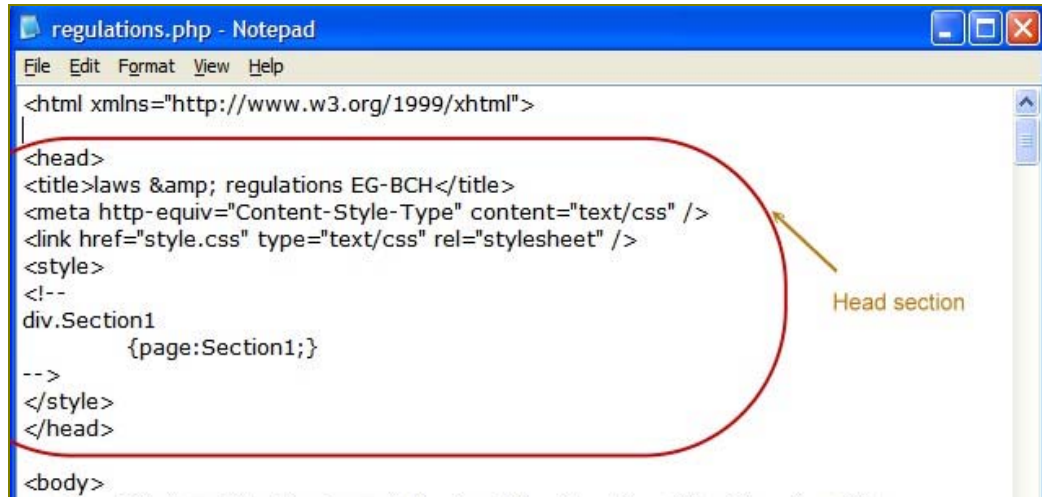 regulations.php - Notepad
File Edit Format View Help
<html xmlns="http://www.w3.org/1999/xhtml">
<head>
<title>laws &amp; regulations EG-BCH</title>
<meta http-equiv="Content-Style-Type" content="text/css" />
<link href="style.css" type="text/css" rel="stylesheet" />
<style>
<!--
div.Section1
{page:Section1;}
-->
</style>
</head>
<body>
Head section